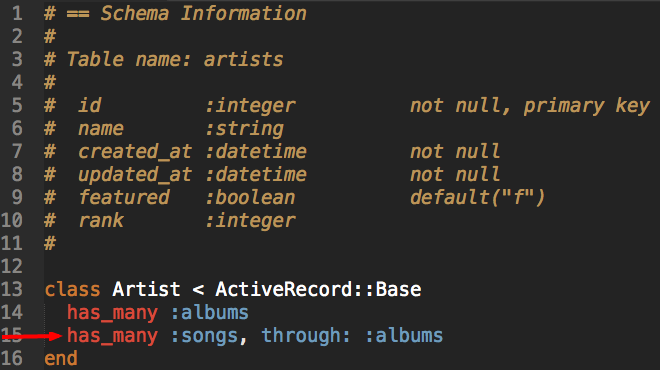 1 # == Schema Information
2 #
3 # Table name: artists
4 #
5 #  id         :integer          not null, primary key
6 #  name       :string
7 #  created_at :datetime         not null
8 #  updated_at :datetime         not null
9 #  featured   :boolean          default("f")
10 #  rank       :integer
11 #
12
13 class Artist < ActiveRecord::Base
14   has_many :albums
15   has_many :songs, through: :albums
16 end